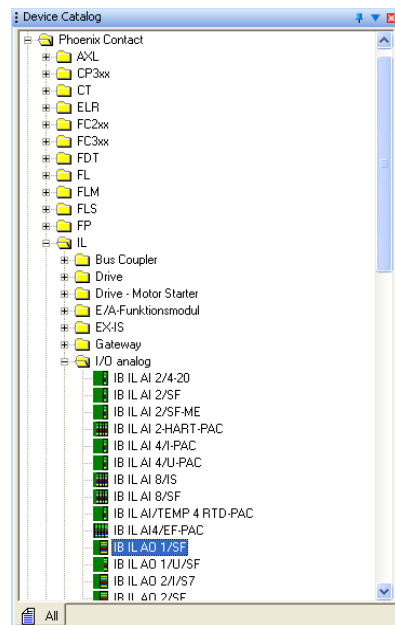 Device Catalog
Phoenix Contact
AXL
CP3xx
CT
ELR
FC2xx
FC3xx
FDT
FL
FLM
FLS
FP
IL
Bus Coupler
Drive
Drive - Motor Starter
E/A-Funktionsmodul
EX-IS
Gateway
I/O analog
IB IL AI 2/4-20
IB IL AI 2/SF
IB IL AI 2/SF-ME
IB IL AI 2-HART-PAC
IB IL AI 4/I-PAC
IB IL AI 4/U-PAC
IB IL AI 8/IS
IB IL AI 8/SF
IB IL AI/TEMP 4 RTD-PAC
IB IL AI4/EF-PAC
IB IL AO 1/SF
IB IL AO 1/U/SF
IB IL AO 2/I/S7
IB IL AO 2/SF
All